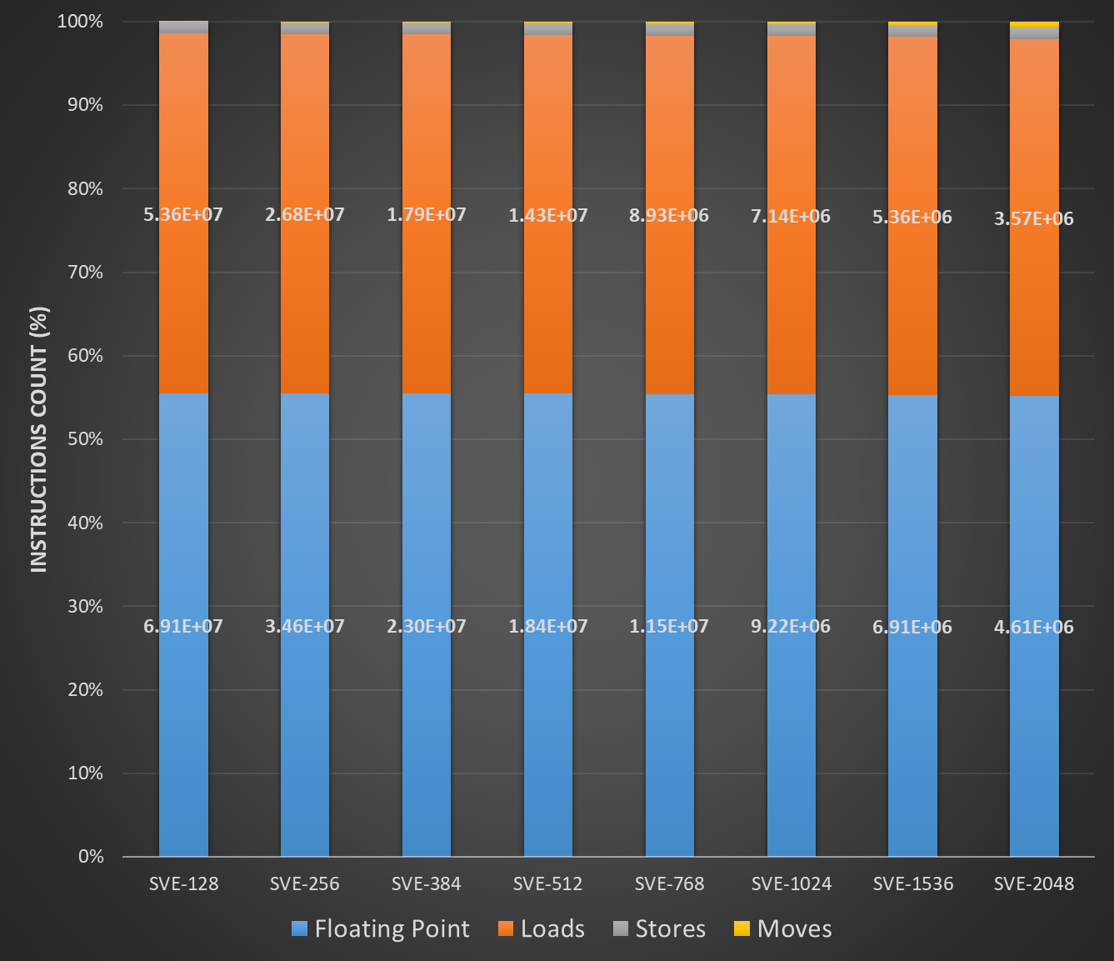 100%
90%
80%
5.36E+07 2.68E+07 1.79E+07 1.43E+07 8.93E+06 7.14E+06 5.36E+06 3.57E+06
70%
60%
INSTRUCTIONS COUNT (%)
50%
40%
30%
6.91E+07 3.46E+07 2.30E+07 1.84E+07 1.15E+07 9.22E+06 6.91E+06 4.61E+06
20%
10%
0%
SVE-128 SVE-256 SVE-384 SVE-512 SVE-768 SVE-1024 SVE-1536 SVE-2048
Floating Point Loads Stores Moves